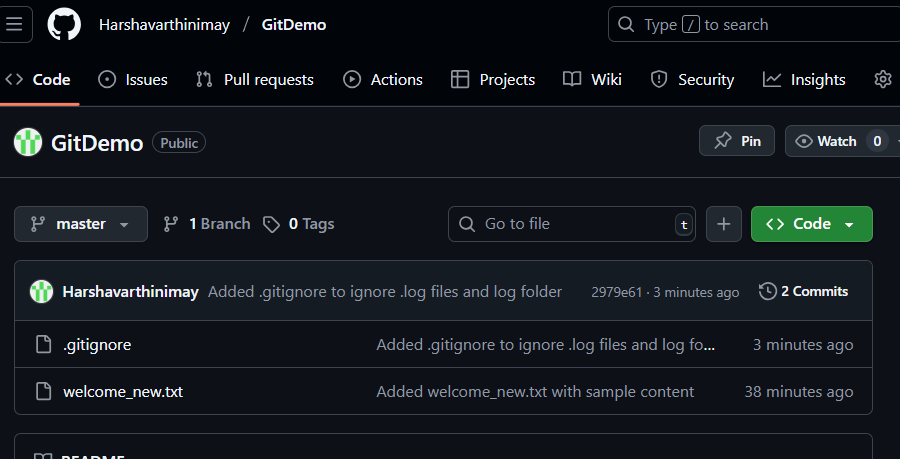 Harshavarthinimay / GitDemo Type / to search
Code Issues Pull requests Actions Projects Wiki Security Insights
GitDemo Public Pin Watch 0
master 1 Branch 0 Tags Go to file t Code
Harshavarthinimay Added .gitignore to ignore .log files and log folder 2979e61 · 3 minutes ago 2 Commits
.gitignore Added .gitignore to ignore .log files and log fo... 3 minutes ago
welcome_new.txt Added welcome_new.txt with sample content 38 minutes ago
README